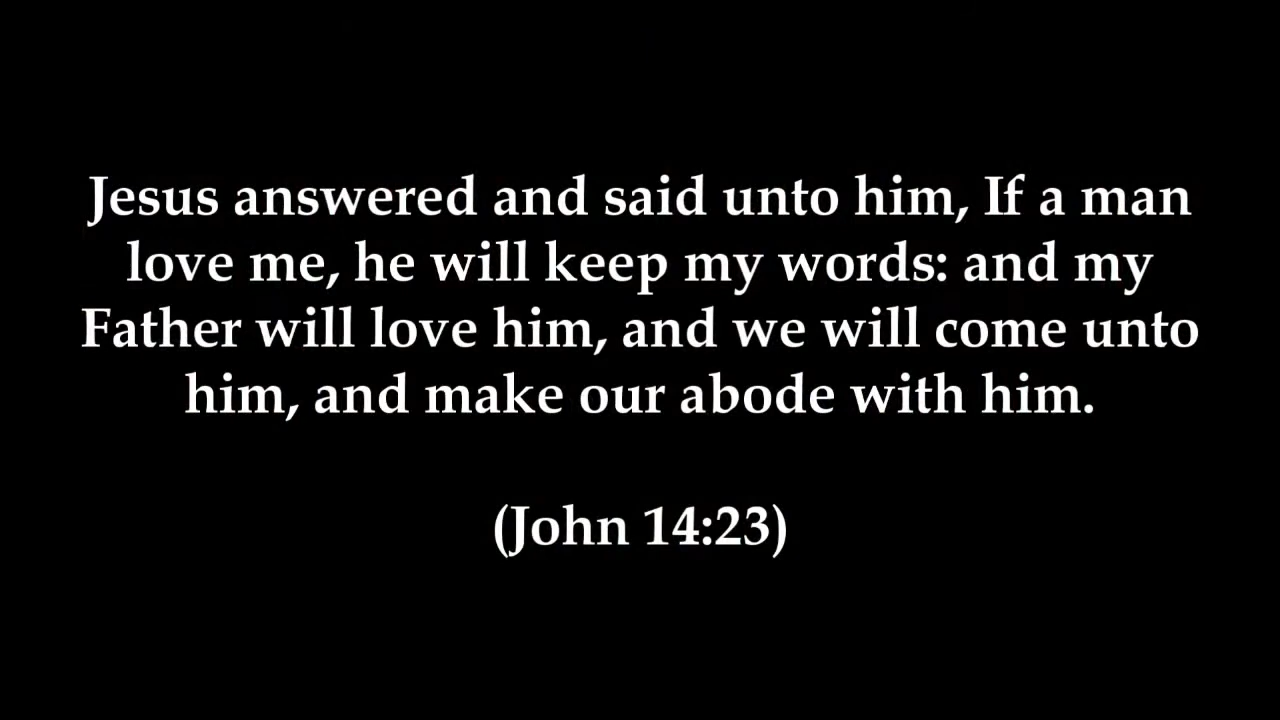 Jesus answered and said unto him, If a man
love me, he will keep my words: and my
Father will love him, and we will come unto
him, and make our abode with him.
(John 14:23)